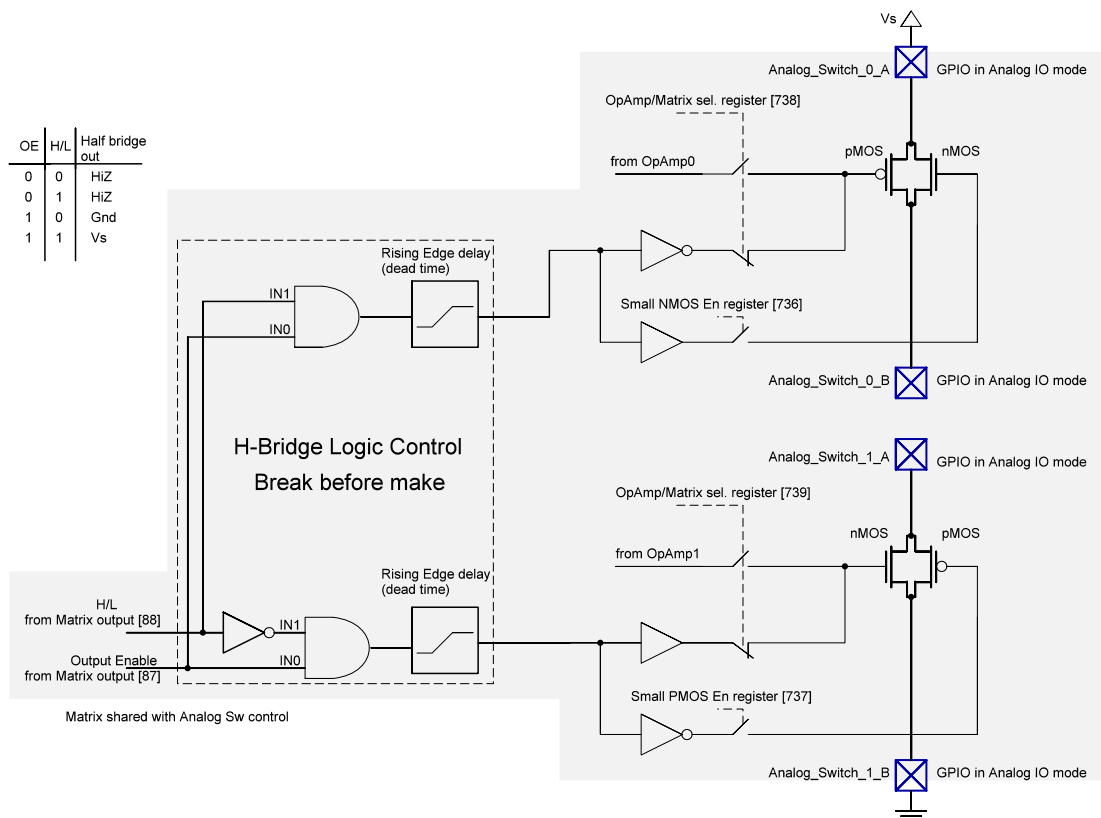 Vs
Analog_Switch_0_A
GPIO in Analog IO mode
OpAmp/Matrix sel. register [738]
OE H/L Half bridge
out
0 0 HiZ
0 1 HiZ
1 0 Gnd
1 1 Vs
from OpAmp0
pMOS
nMOS
Rising Edge delay
(dead time)
IN1
IN0
Small NMOS En register [736]
Analog_Switch_0_B
GPIO in Analog IO mode
H-Bridge Logic Control
Break before make
Analog_Switch_1_A
GPIO in Analog IO mode
OpAmp/Matrix sel. register [739]
nMOS
pMOS
from OpAmp1
Rising Edge delay
(dead time)
H/L
from Matrix output [88]
IN1
IN0
Output Enable
from Matrix output [87]
Small PMOS En register [737]
Matrix shared with Analog Sw control
Analog_Switch_1_B
GPIO in Analog IO mode